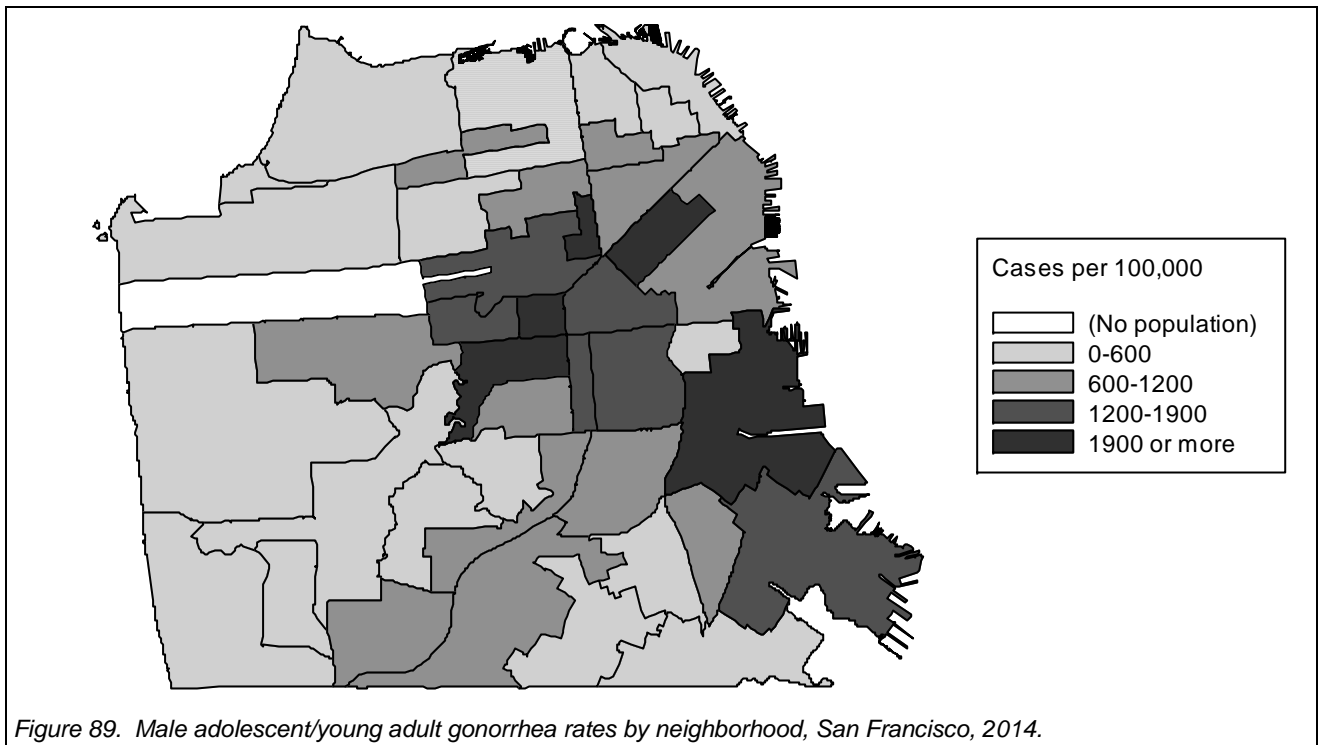 Cases per 100,000
(No population)
0-600
600-1200
1200-1900
1900 or more
Figure 89. Male adolescent/young adult gonorrhea rates by neighborhood, San Francisco, 2014.